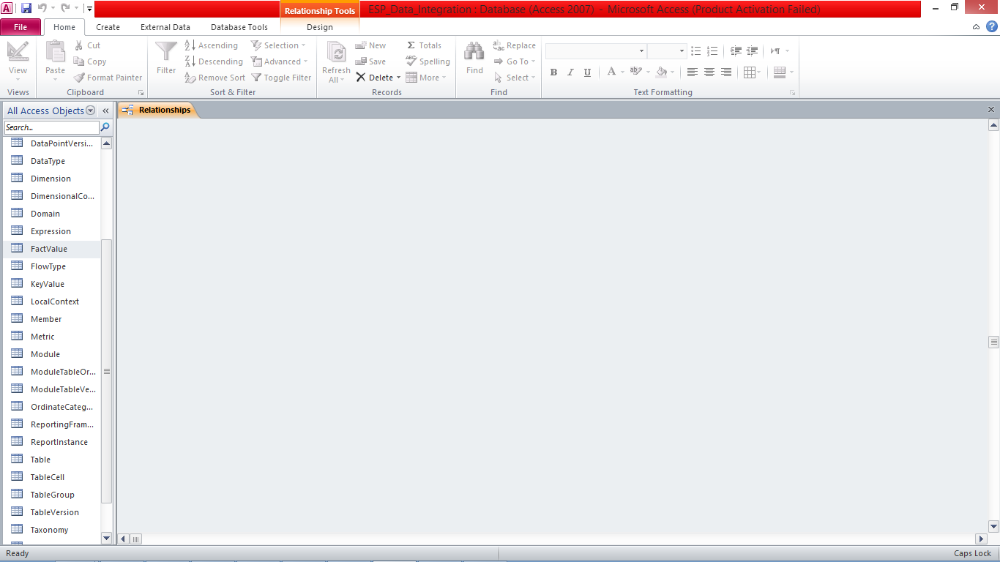 Relationship Tools
ESP_Data_Integration : Database (Access 2007) - Microsoft Access (Product Activation Failed)
File Home Create External Data Database Tools Design
View
Views
Paste
Cut
Copy
Format Painter
Clipboard
Filter
Ascending
Descending
Remove Sort
Selection
Advanced
Toggle Filter
Sort & Filter
Refresh
All
New
Save
Delete
Totals
Spelling
More
Records
Find
Replace
Go To
Select
Find
B I U A ab
Text Formatting
All Access Objects
Search...
DataPointVersi...
DataType
Dimension
DimensionalCo...
Domain
Expression
FactValue
FlowType
KeyValue
LocalContext
Member
Metric
Module
ModuleTableOr...
ModuleTableVe...
OrdinateCateg...
ReportingFram...
ReportInstance
Table
TableCell
TableGroup
TableVersion
Taxonomy
Relationships
Ready
Caps Lock